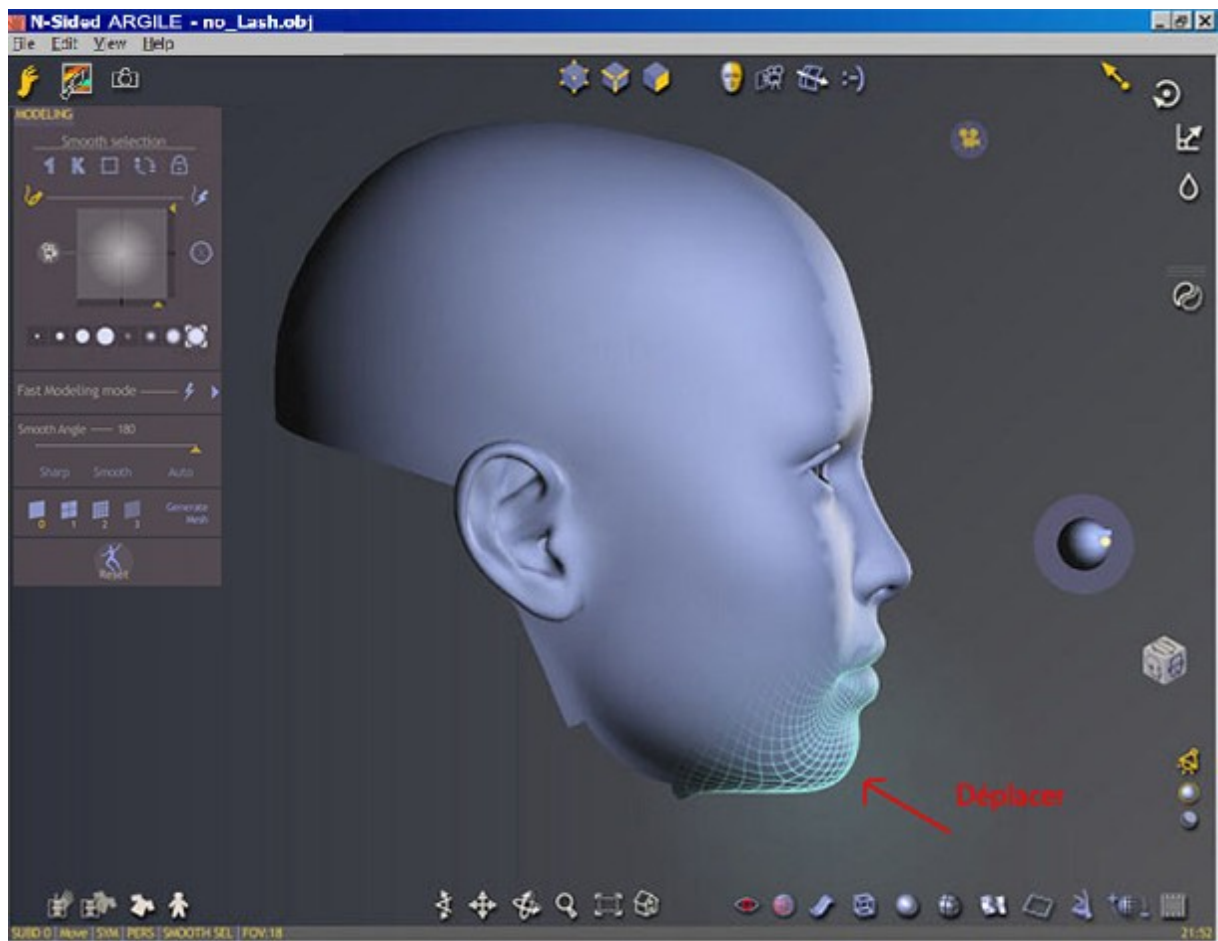 N-Sided ARGILE - no_Lash.obj
File Edit View Help
MODELING
Smooth selection
Fast Modeling mode
Smooth Angle 180
Sharp Smooth Auto
0 1 2 3 Generate
Mesh
Reset
Déplacer
SUBD 0 Move SYM PERS SMOOTH SEL FOV:18 21:52